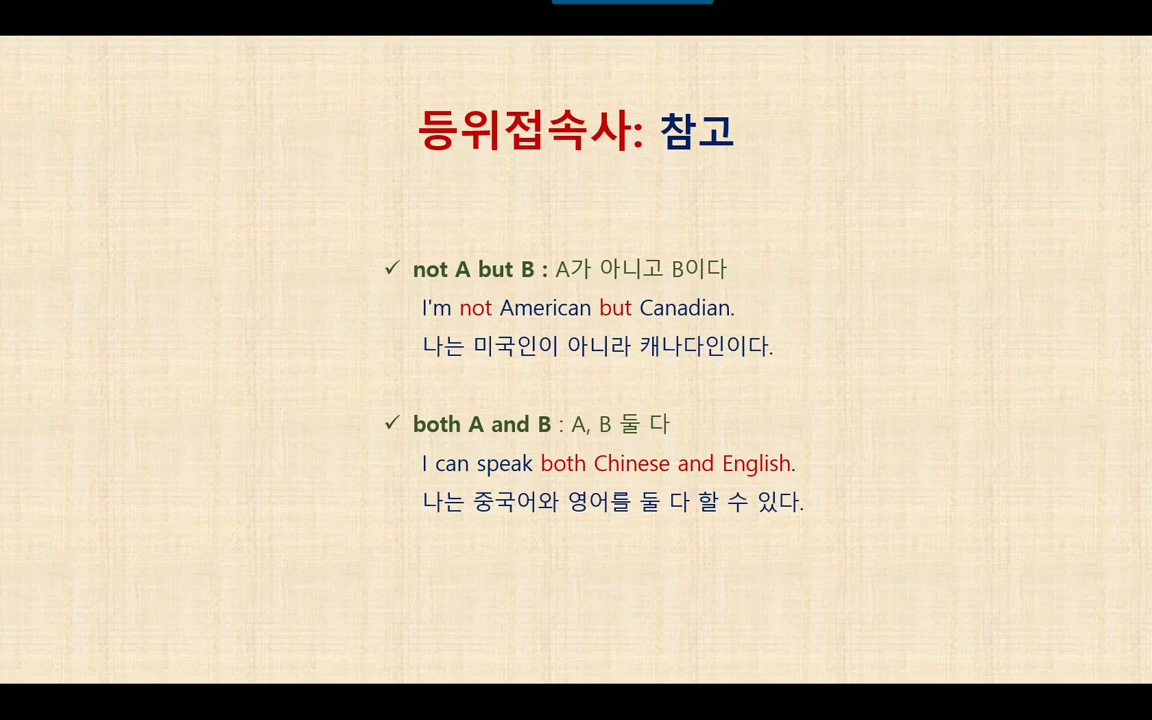 등위접속사: 참고
✓ not A but B : A가 아니고 B이다
I'm not American but Canadian.
나는 미국인이 아니라 캐나다인이다.
✓ both A and B : A, B 둘 다
I can speak both Chinese and English.
나는 중국어와 영어를 둘 다 할 수 있다.